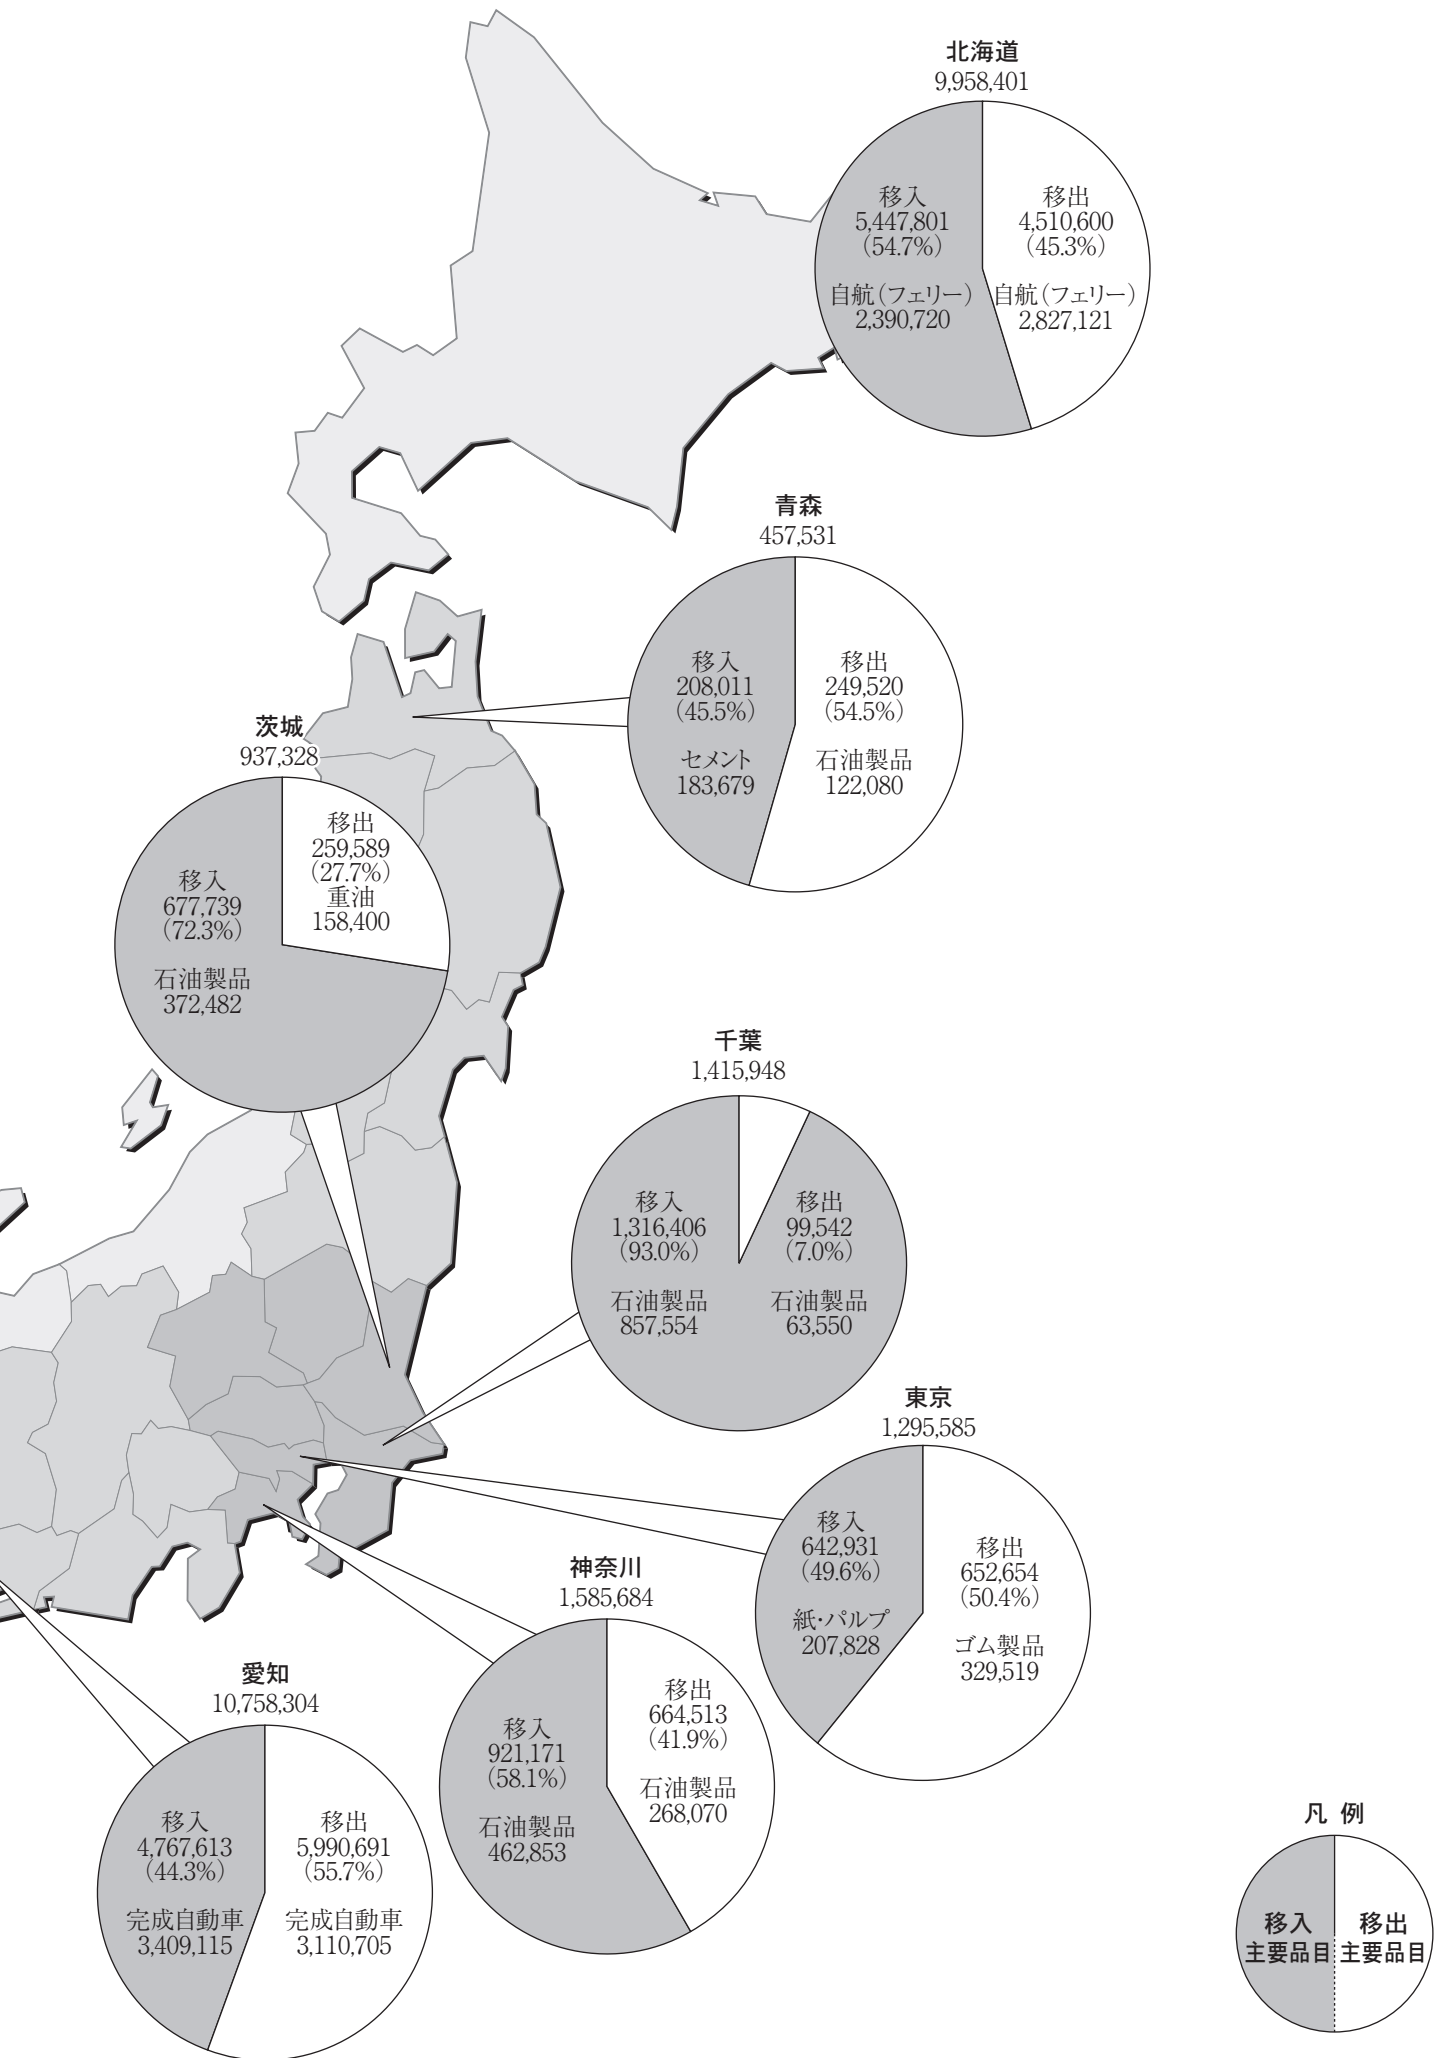 北海道
9,958,401
移入
5,447,801
（54.7%）
自航（フェリー）
2,390,720
移出
4,510,600
（45.3%）
自航（フェリー）
2,827,121
青森
457,531
移入
208,011
（45.5%）
セメント
183,679
移出
249,520
（54.5%）
石油製品
122,080
茨城
937,328
移入
677,739
（72.3%）
石油製品
372,482
移出
259,589
（27.7%）
重油
158,400
千葉
1,415,948
移入
1,316,406
（93.0%）
石油製品
857,554
移出
99,542
（7.0%）
石油製品
63,550
東京
1,295,585
移入
642,931
（49.6%）
紙・パルプ
207,828
移出
652,654
（50.4%）
ゴム製品
329,519
神奈川
1,585,684
移入
921,171
（58.1%）
石油製品
462,853
移出
664,513
（41.9%）
石油製品
268,070
愛知
10,758,304
移入
4,767,613
（44.3%）
完成自動車
3,409,115
移出
5,990,691
（55.7%）
完成自動車
3,110,705
凡 例
移入
主要品目
移出
主要品目